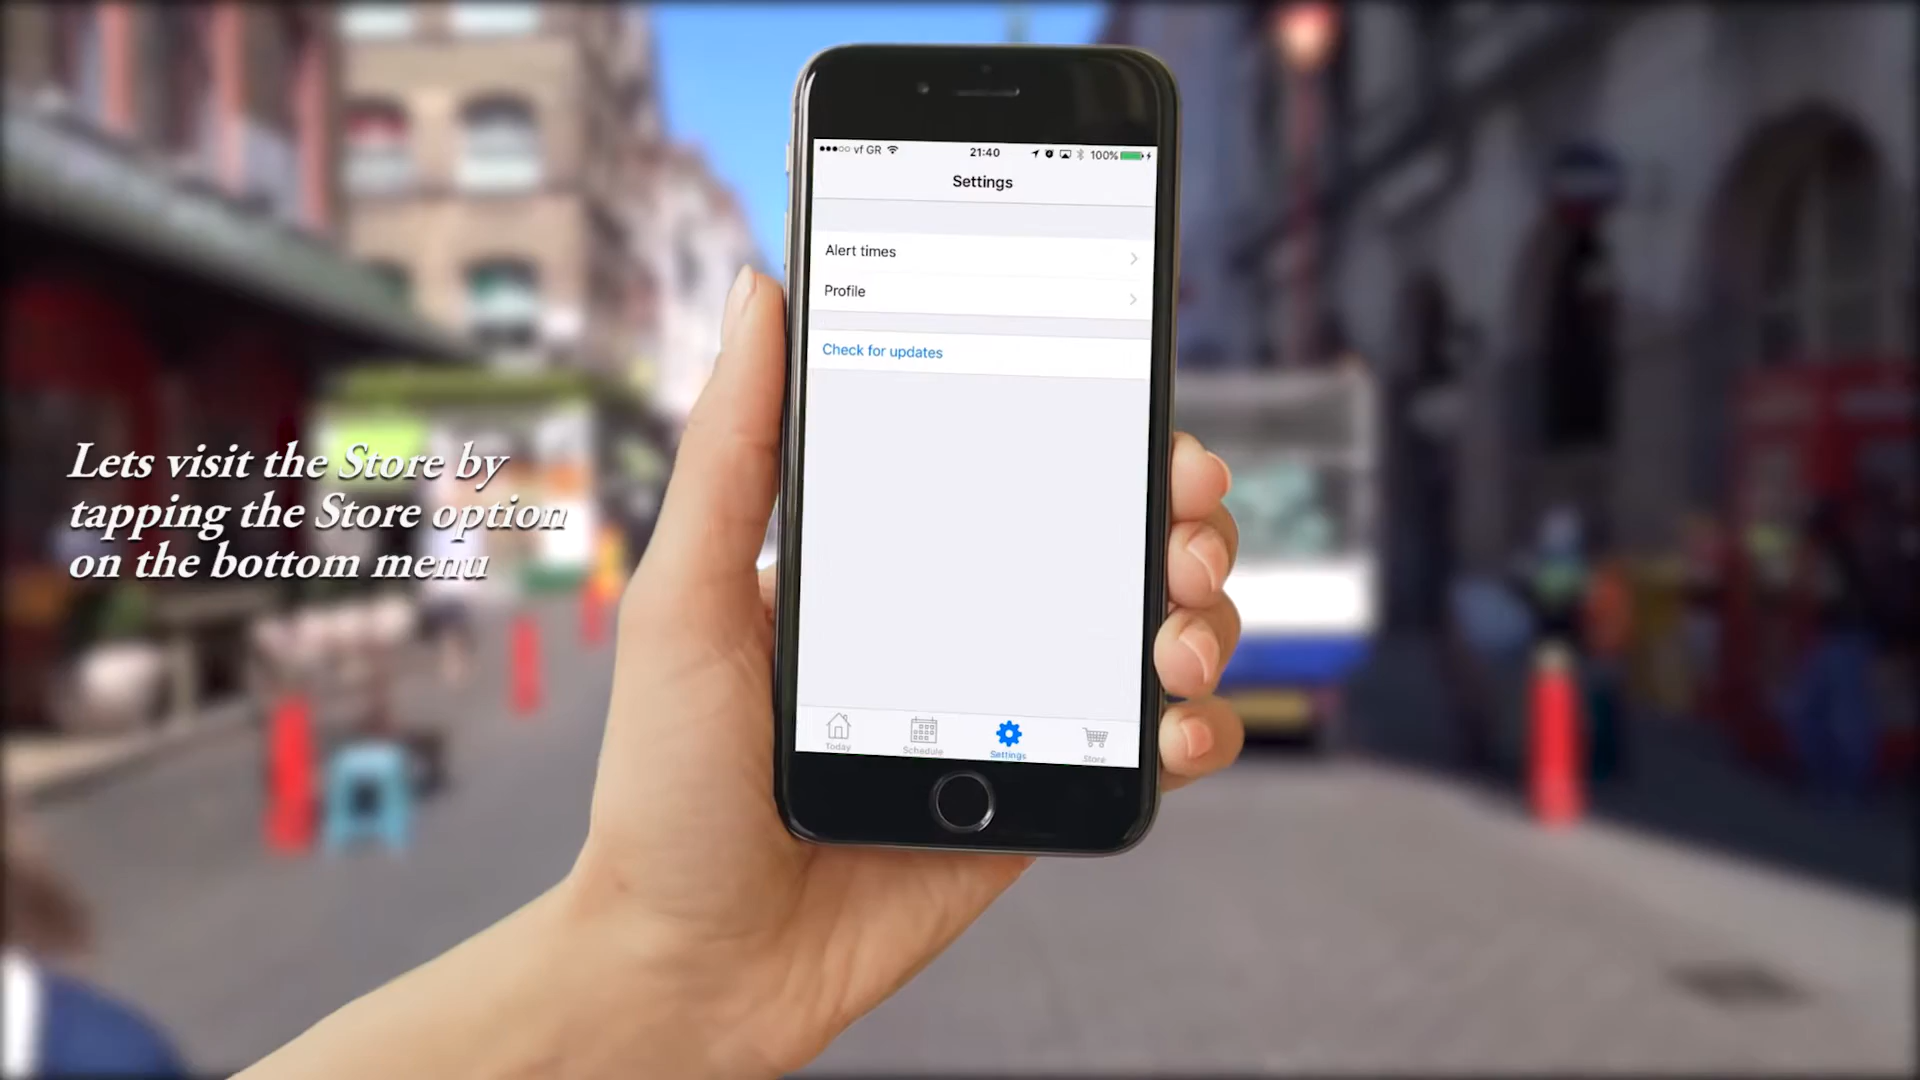 vf GR 21:40 100%
Settings
Alert times
Profile
Check for updates
Lets visit the Store by
tapping the Store option
on the bottom menu
Today Schedule Settings Store